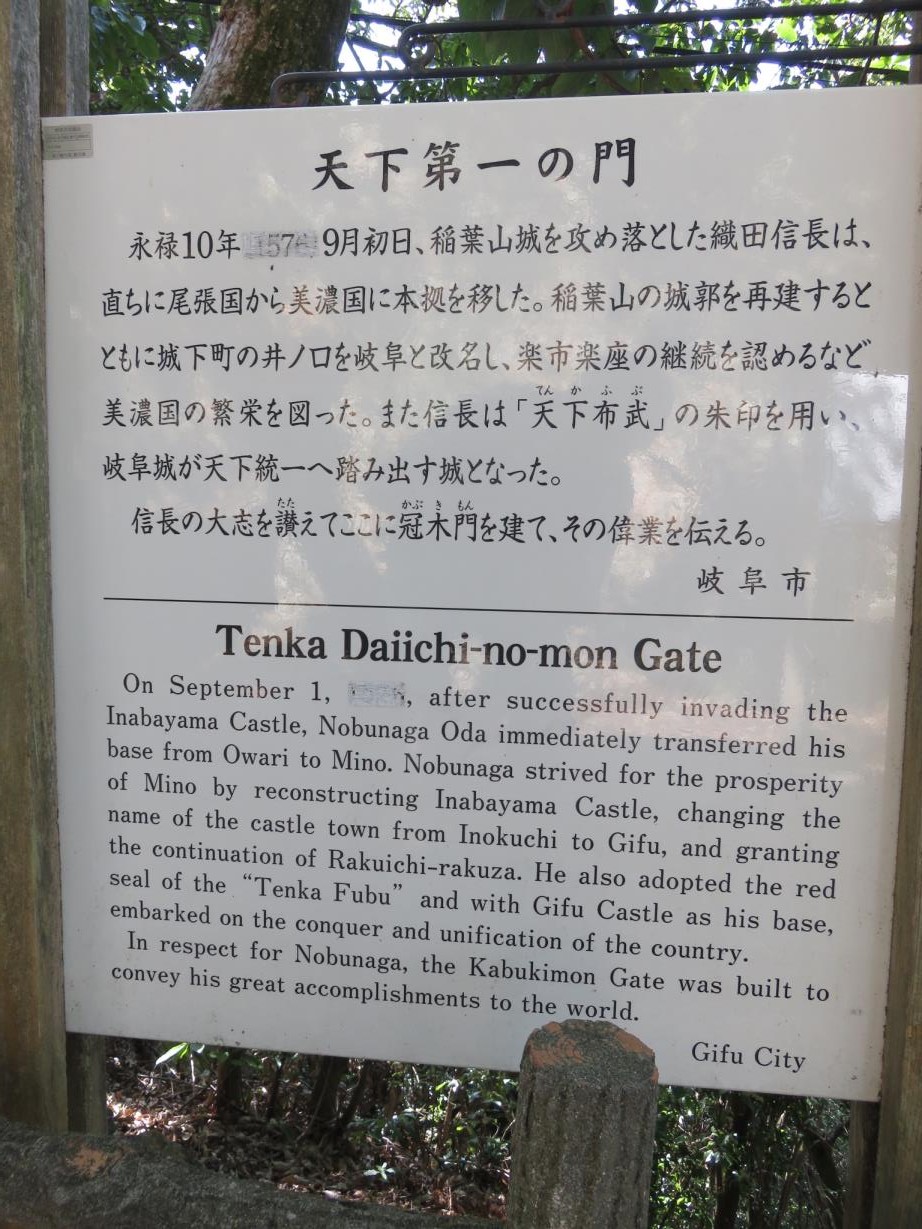 天下第一の門
永禄10年 9月初日、稲葉山城を攻め落とした織田信長は、
直ちに尾張国から美濃国に本拠を移した。稲葉山の城郭を再建すると
ともに城下町の井ノ口を岐阜と改名し、楽市楽座の継続を認めるなど、
美濃国の繁栄を図った。また信長は「天下布武」の朱印を用い、
てんかふぶ
岐阜城が天下統一へ踏み出す城となった。
信長の大志を讃えてここに冠木門を建て、その偉業を伝える。
たた かぶきもん
岐阜市
Tenka Daiichi-no-mon Gate
On September 1, , after successfully invading the
Inabayama Castle, Nobunaga Oda immediately transferred his
base from Owari to Mino. Nobunaga strived for the prosperity
of Mino by reconstructing Inabayama Castle, changing the
name of the castle town from Inokuchi to Gifu, and granting
the continuation of Rakuichi-rakuza. He also adopted the red
seal of the “Tenka Fubu” and with Gifu Castle as his base,
embarked on the conquer and unification of the country.
In respect for Nobunaga, the Kabukimon Gate was built to
convey his great accomplishments to the world.
Gifu City